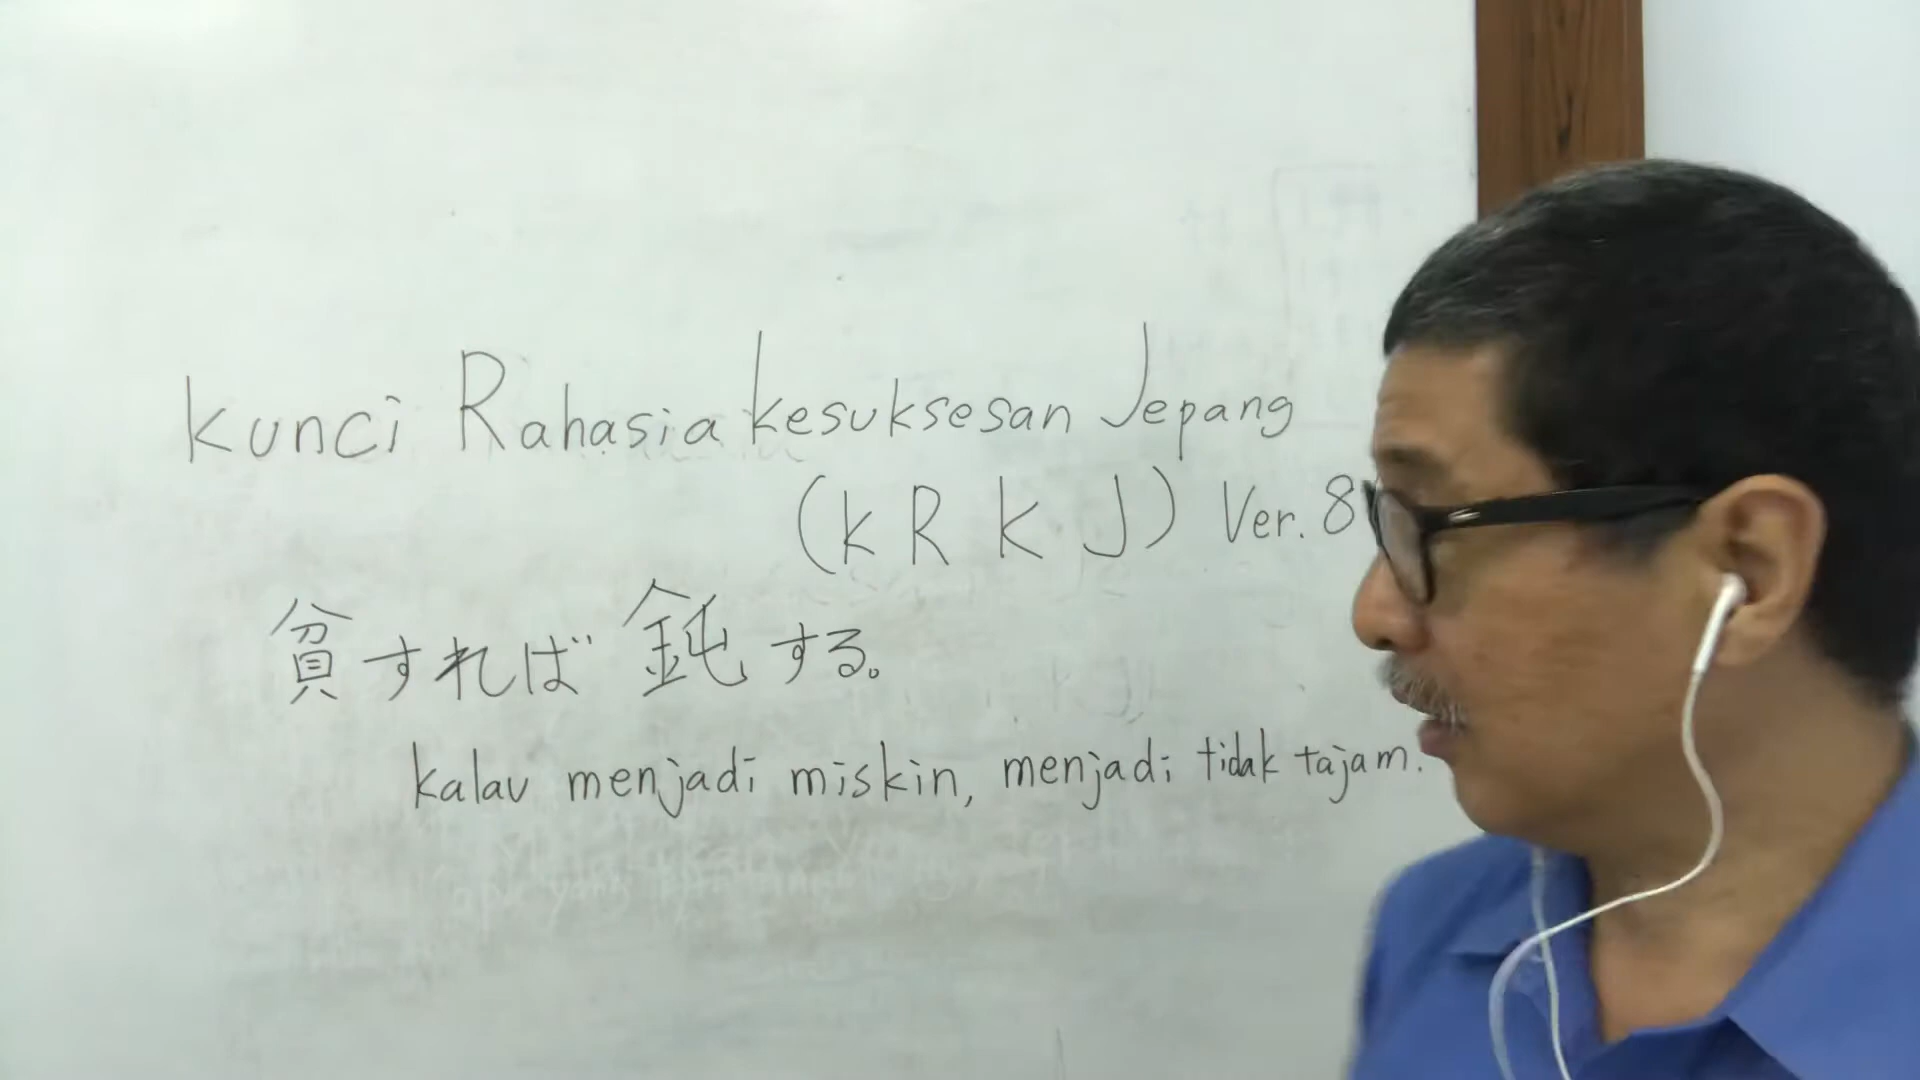 Kunci Rahasia Kesuksesan Jepang
(KRKJ) Ver. 8
貧すれば鈍する。
kalau menjadi miskin, menjadi tidak tajam.